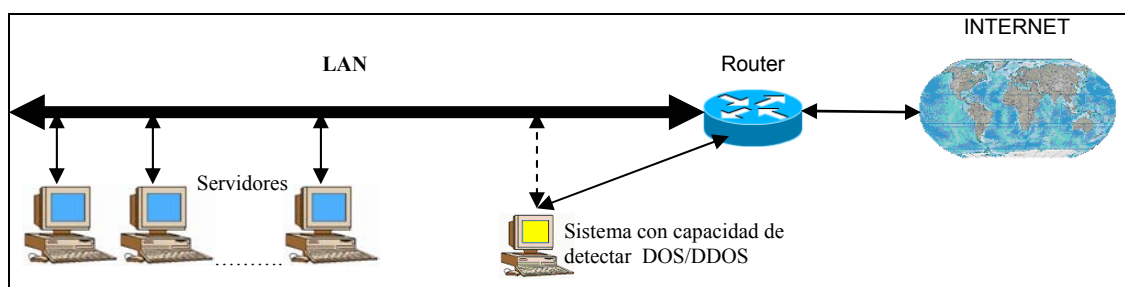 INTERNET
LAN
Router
Servidores
..........
Sistema con capacidad de
detectar DOS/DDOS